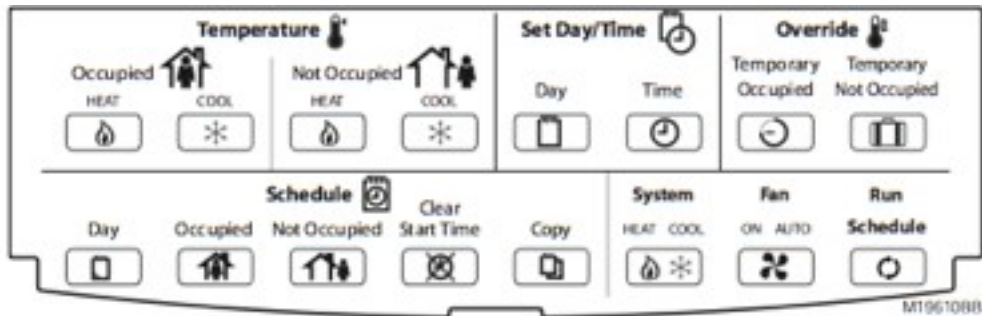 Temperature
Set Day/Time
Override
Occupied
Not Occupied
Temporary
Occupied
Temporary
Not Occupied
HEAT
COOL
HEAT
COOL
Day
Time
Schedule
System
Fan
Run
Schedule
Day
Occupied
Not Occupied
Clear
Start Time
Copy
HEAT COOL
ON AUTO
M19610BB